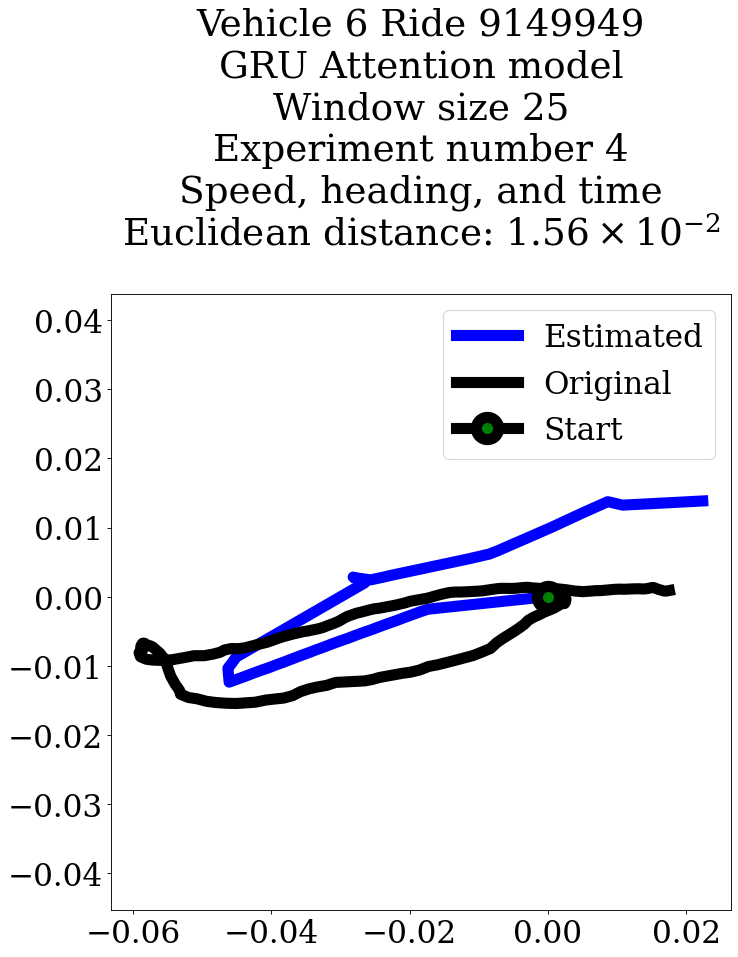 Vehicle 6 Ride 9149949
GRU Attention model
Window size 25
Experiment number 4
Speed, heading, and time
Euclidean distance: 1.56 × 10⁻²
Estimated
Original
Start
0.04
0.03
0.02
0.01
0.00
−0.01
−0.02
−0.03
−0.04
−0.06 −0.04 −0.02 0.00 0.02